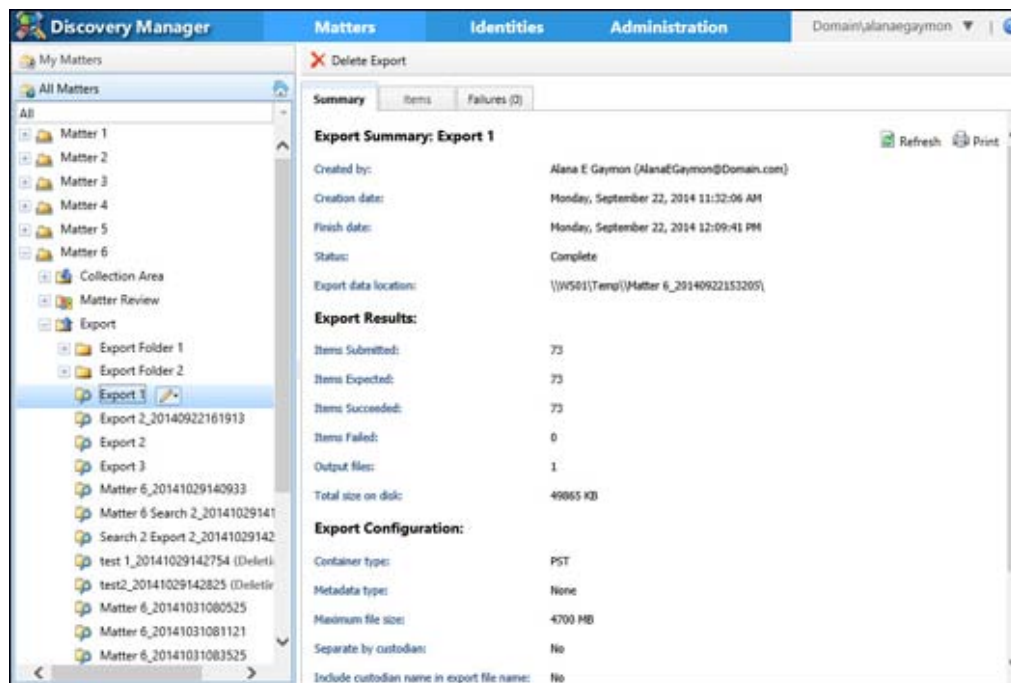 Discovery Manager
Matters
Identities
Administration
Domain\alanaegaymon
My Matters
All Matters
All
Matter 1
Matter 2
Matter 3
Matter 4
Matter 5
Matter 6
Collection Area
Matter Review
Export
Export Folder 1
Export Folder 2
Export 1
Export 2_20140922161913
Export 2
Export 3
Matter 6_20141029140933
Matter 6 Search 2_20141029141
Search 2 Export 2_20141029142
test 1_20141029142754 (Deleti
test2_20141029142825 (Deletir
Matter 6_20141031080525
Matter 6_20141031081121
Matter 6_20141031083525
Delete Export
Summary
Items
Failures (0)
Export Summary: Export 1
Refresh
Print
Created by: Alana E Gaymon (AlanaEGaymon@Domain.com)
Creation date: Monday, September 22, 2014 11:32:06 AM
Finish date: Monday, September 22, 2014 12:09:41 PM
Status: Complete
Export data location: \\WS01\Temp\\Matter 6_20140922153205\
Export Results:
Items Submitted: 73
Items Expected: 73
Items Succeeded: 73
Items Failed: 0
Output files: 1
Total size on disk: 49865 KB
Export Configuration:
Container type: PST
Metadata type: None
Maximum file size: 4700 MB
Separate by custodian: No
Include custodian name in export file name: No